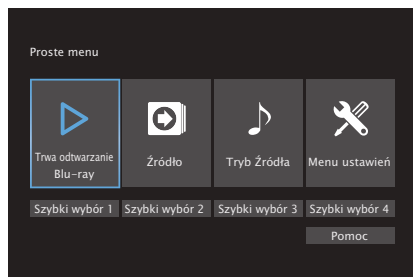 Proste menu
Trwa odtwarzanie
Blu-ray
Źródło
Tryb Źródła
Menu ustawień
Szybki wybór 1
Szybki wybór 2
Szybki wybór 3
Szybki wybór 4
Pomoc